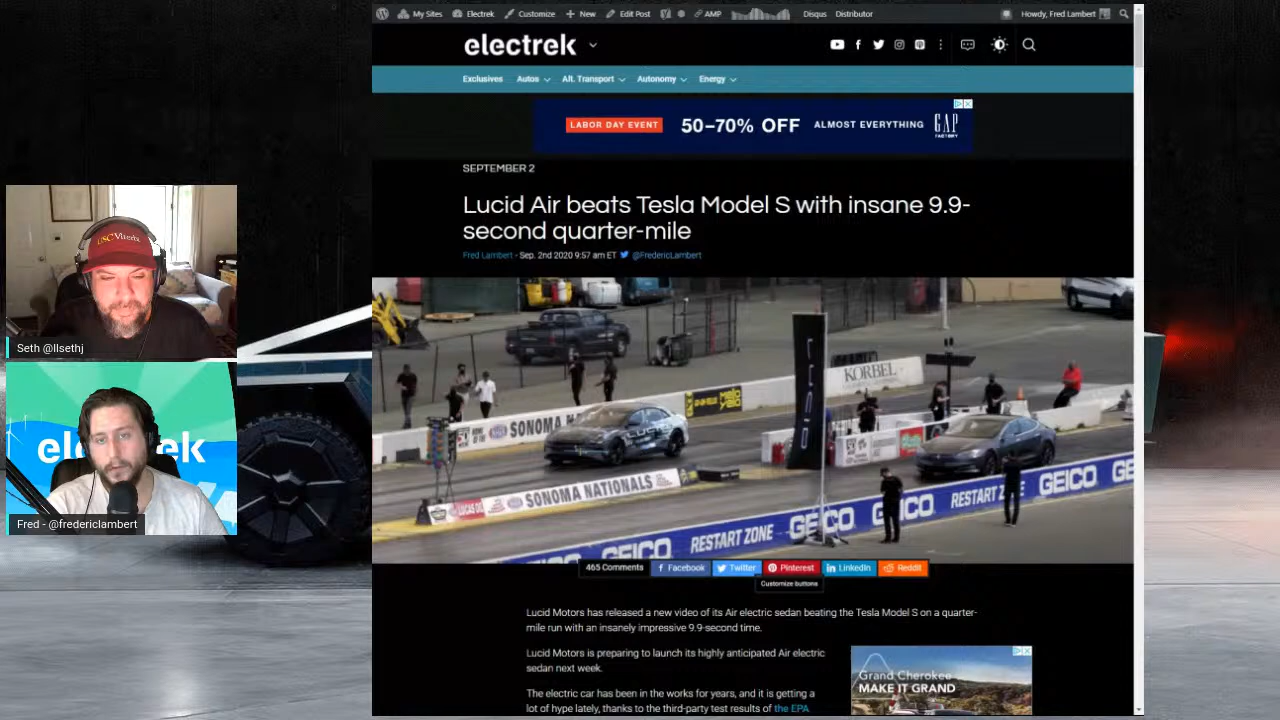 My Sites
Electrek
Customize
New
Edit Post
AMP
Disqus
Distributor
Howdy, Fred Lambert
electrek
Exclusives
Autos
Alt. Transport
Autonomy
Energy
LABOR DAY EVENT
50–70% OFF
ALMOST EVERYTHING
GAP
FACTORY
SEPTEMBER 2
Lucid Air beats Tesla Model S with insane 9.9-
second quarter-mile
Fred Lambert - Sep. 2nd 2020 9:57 am ET
@FredericLambert
USC Viterbi
Seth @llsethj
ele
ek
Fred - @fredericlambert
KORBEL
SONOMA
LUCID
SONOMA NATIONALS
GEICO
RESTART ZONE
GEICO
GEICO
RESTART ZONE
GEICO
465 Comments
Facebook
Twitter
Pinterest
LinkedIn
Reddit
Customize buttons
Lucid Motors has released a new video of its Air electric sedan beating the Tesla Model S on a quarter-
mile run with an insanely impressive 9.9-second time.
Lucid Motors is preparing to launch its highly anticipated Air electric
sedan next week.
The electric car has been in the works for years, and it is getting a
lot of hype lately, thanks to the third-party test results of the EPA
Grand Cherokee
MAKE IT GRAND